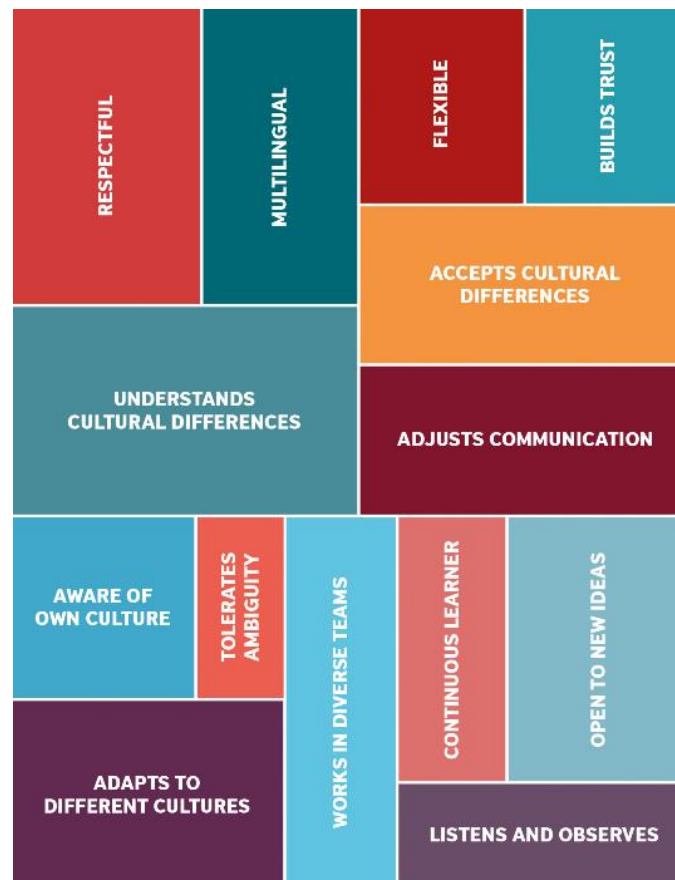 RESPECTFUL
MULTILINGUAL
FLEXIBLE
BUILDS TRUST
ACCEPTS CULTURAL
DIFFERENCES
UNDERSTANDS
CULTURAL DIFFERENCES
ADJUSTS COMMUNICATION
AWARE OF
OWN CULTURE
TOLERATES
AMBIGUITY
WORKS IN DIVERSE TEAMS
CONTINUOUS LEARNER
OPEN TO NEW IDEAS
ADAPTS TO
DIFFERENT CULTURES
LISTENS AND OBSERVES